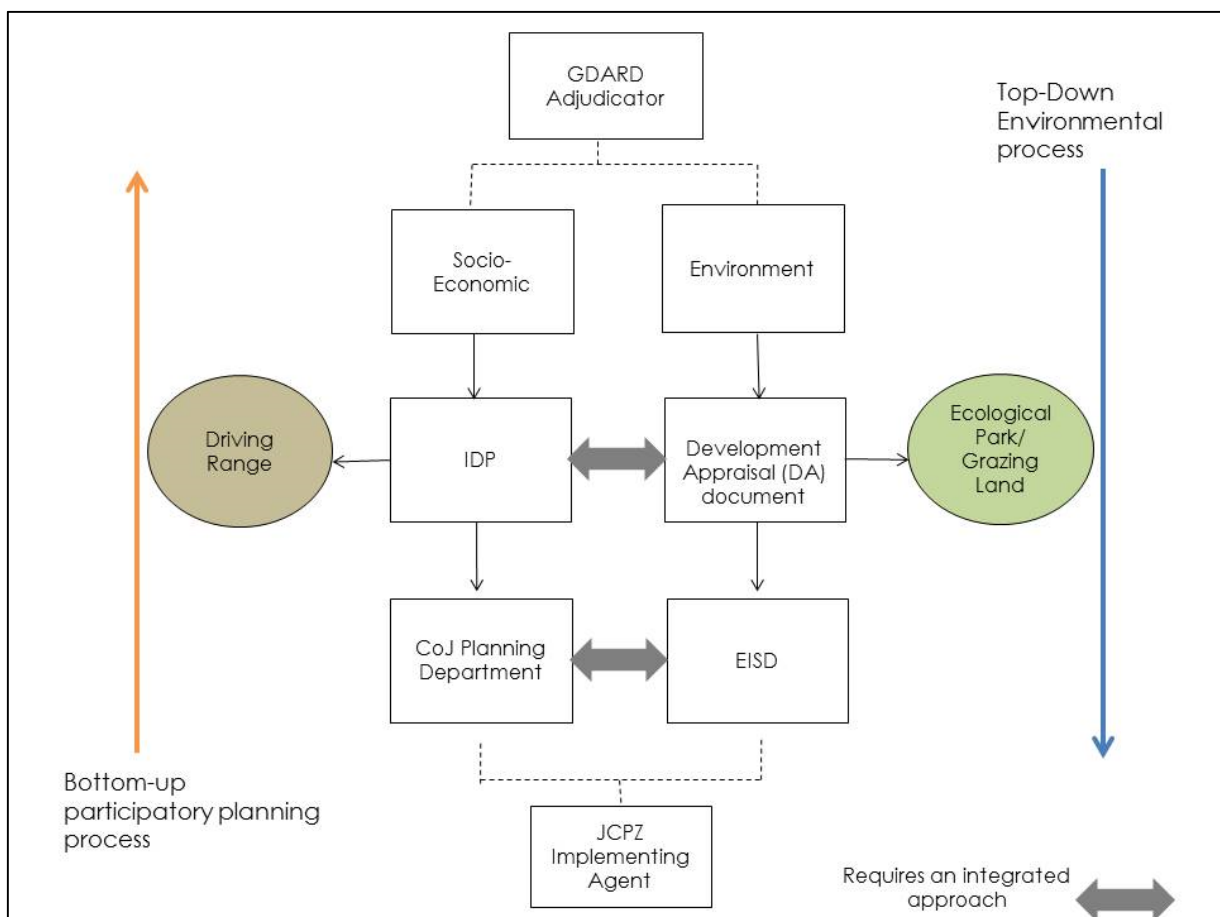 GDARD
Adjudicator
Top-Down
Environmental
process
Socio-
Economic
Environment
Driving
Range
IDP
Development
Appraisal (DA)
document
Ecological
Park/
Grazing
Land
CoJ Planning
Department
EISD
Bottom-up
participatory planning
process
JCPZ
Implementing
Agent
Requires an integrated
approach